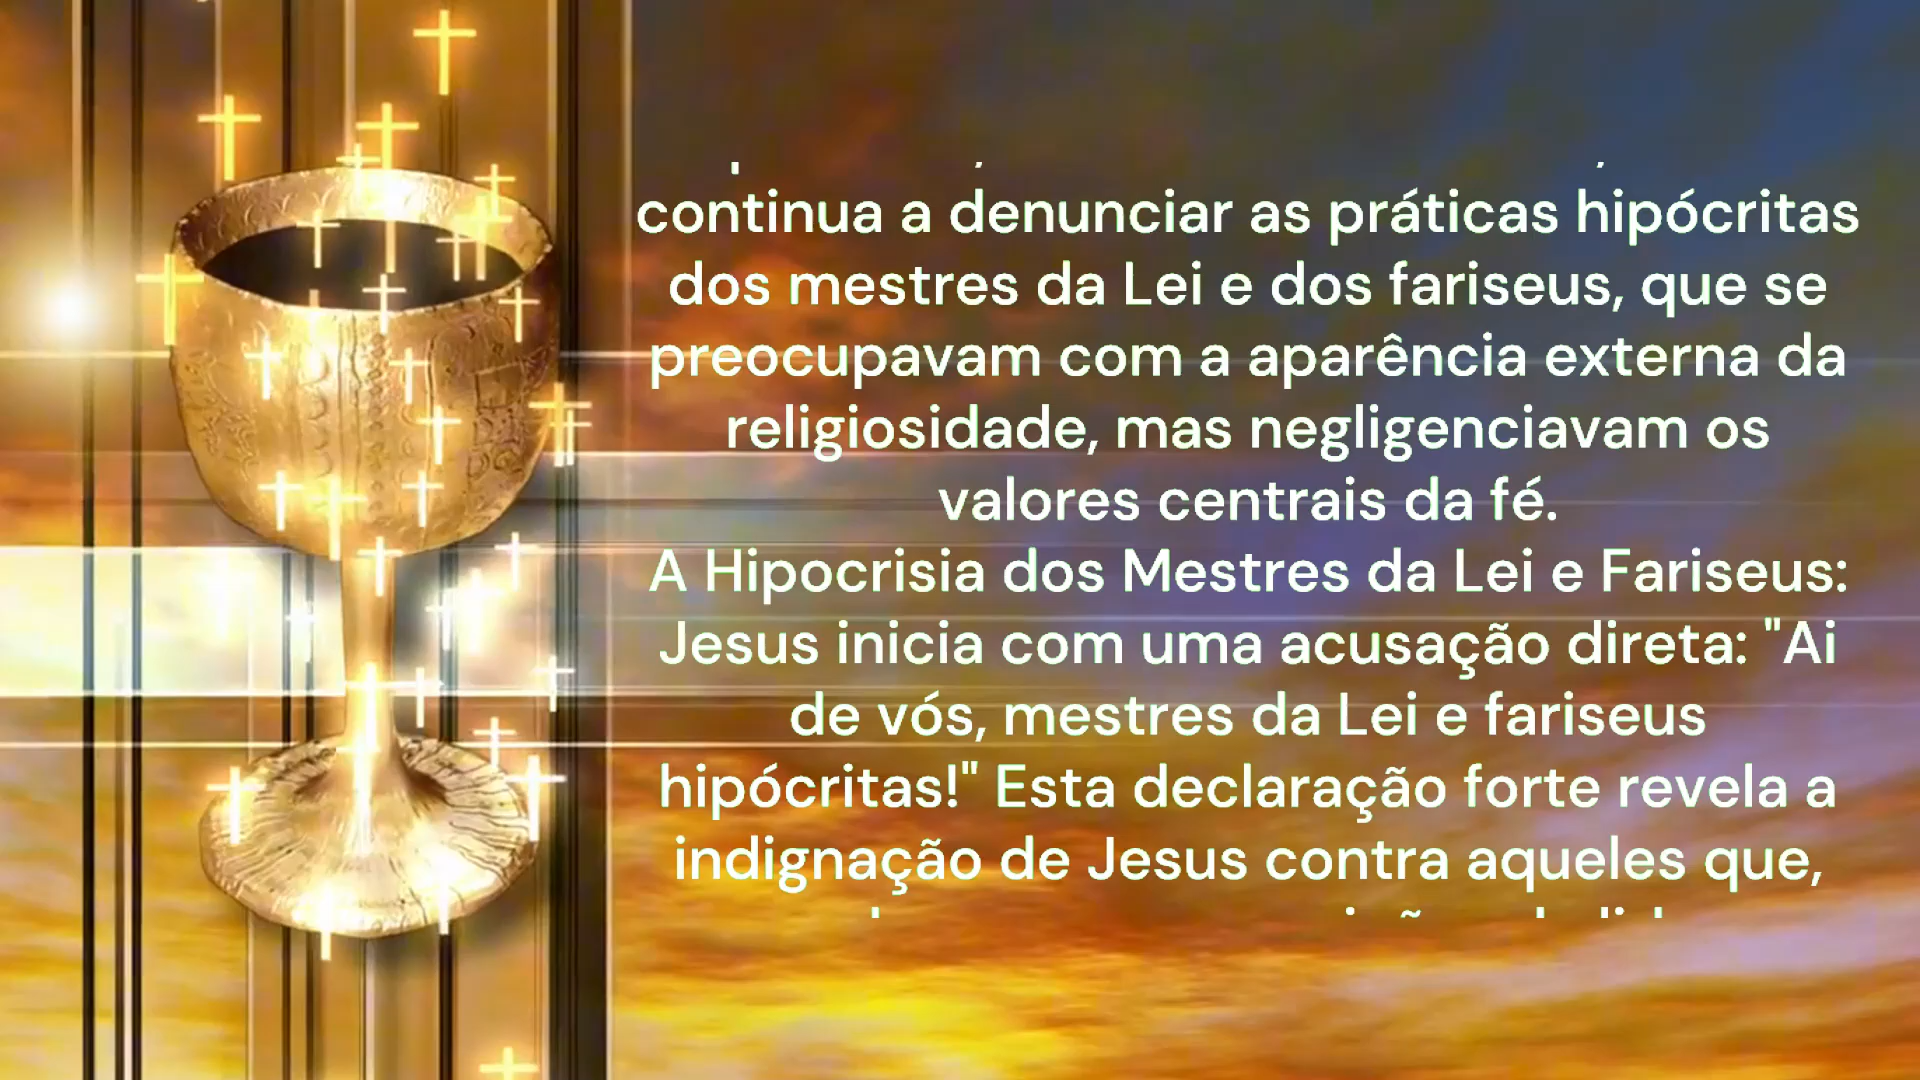 continua a denunciar as práticas hipócritas
dos mestres da Lei e dos fariseus, que se
preocupavam com a aparência externa da
religiosidade, mas negligenciavam os
valores centrais da fé.
A Hipocrisia dos Mestres da Lei e Fariseus:
Jesus inicia com uma acusação direta: "Ai
de vós, mestres da Lei e fariseus
hipócritas!" Esta declaração forte revela a
indignação de Jesus contra aqueles que,